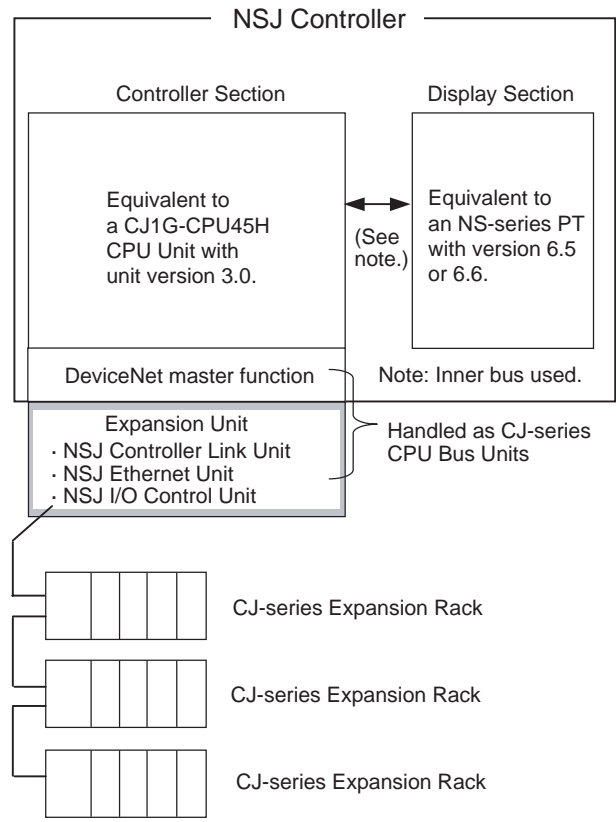 NSJ Controller
Controller Section
Display Section
Equivalent to
a CJ1G-CPU45H
CPU Unit with
unit version 3.0.
(See
note.)
Equivalent to
an NS-series PT
with version 6.5
or 6.6.
DeviceNet master function
Note: Inner bus used.
Expansion Unit
· NSJ Controller Link Unit
· NSJ Ethernet Unit
· NSJ I/O Control Unit
Handled as CJ-series
CPU Bus Units
CJ-series Expansion Rack
CJ-series Expansion Rack
CJ-series Expansion Rack